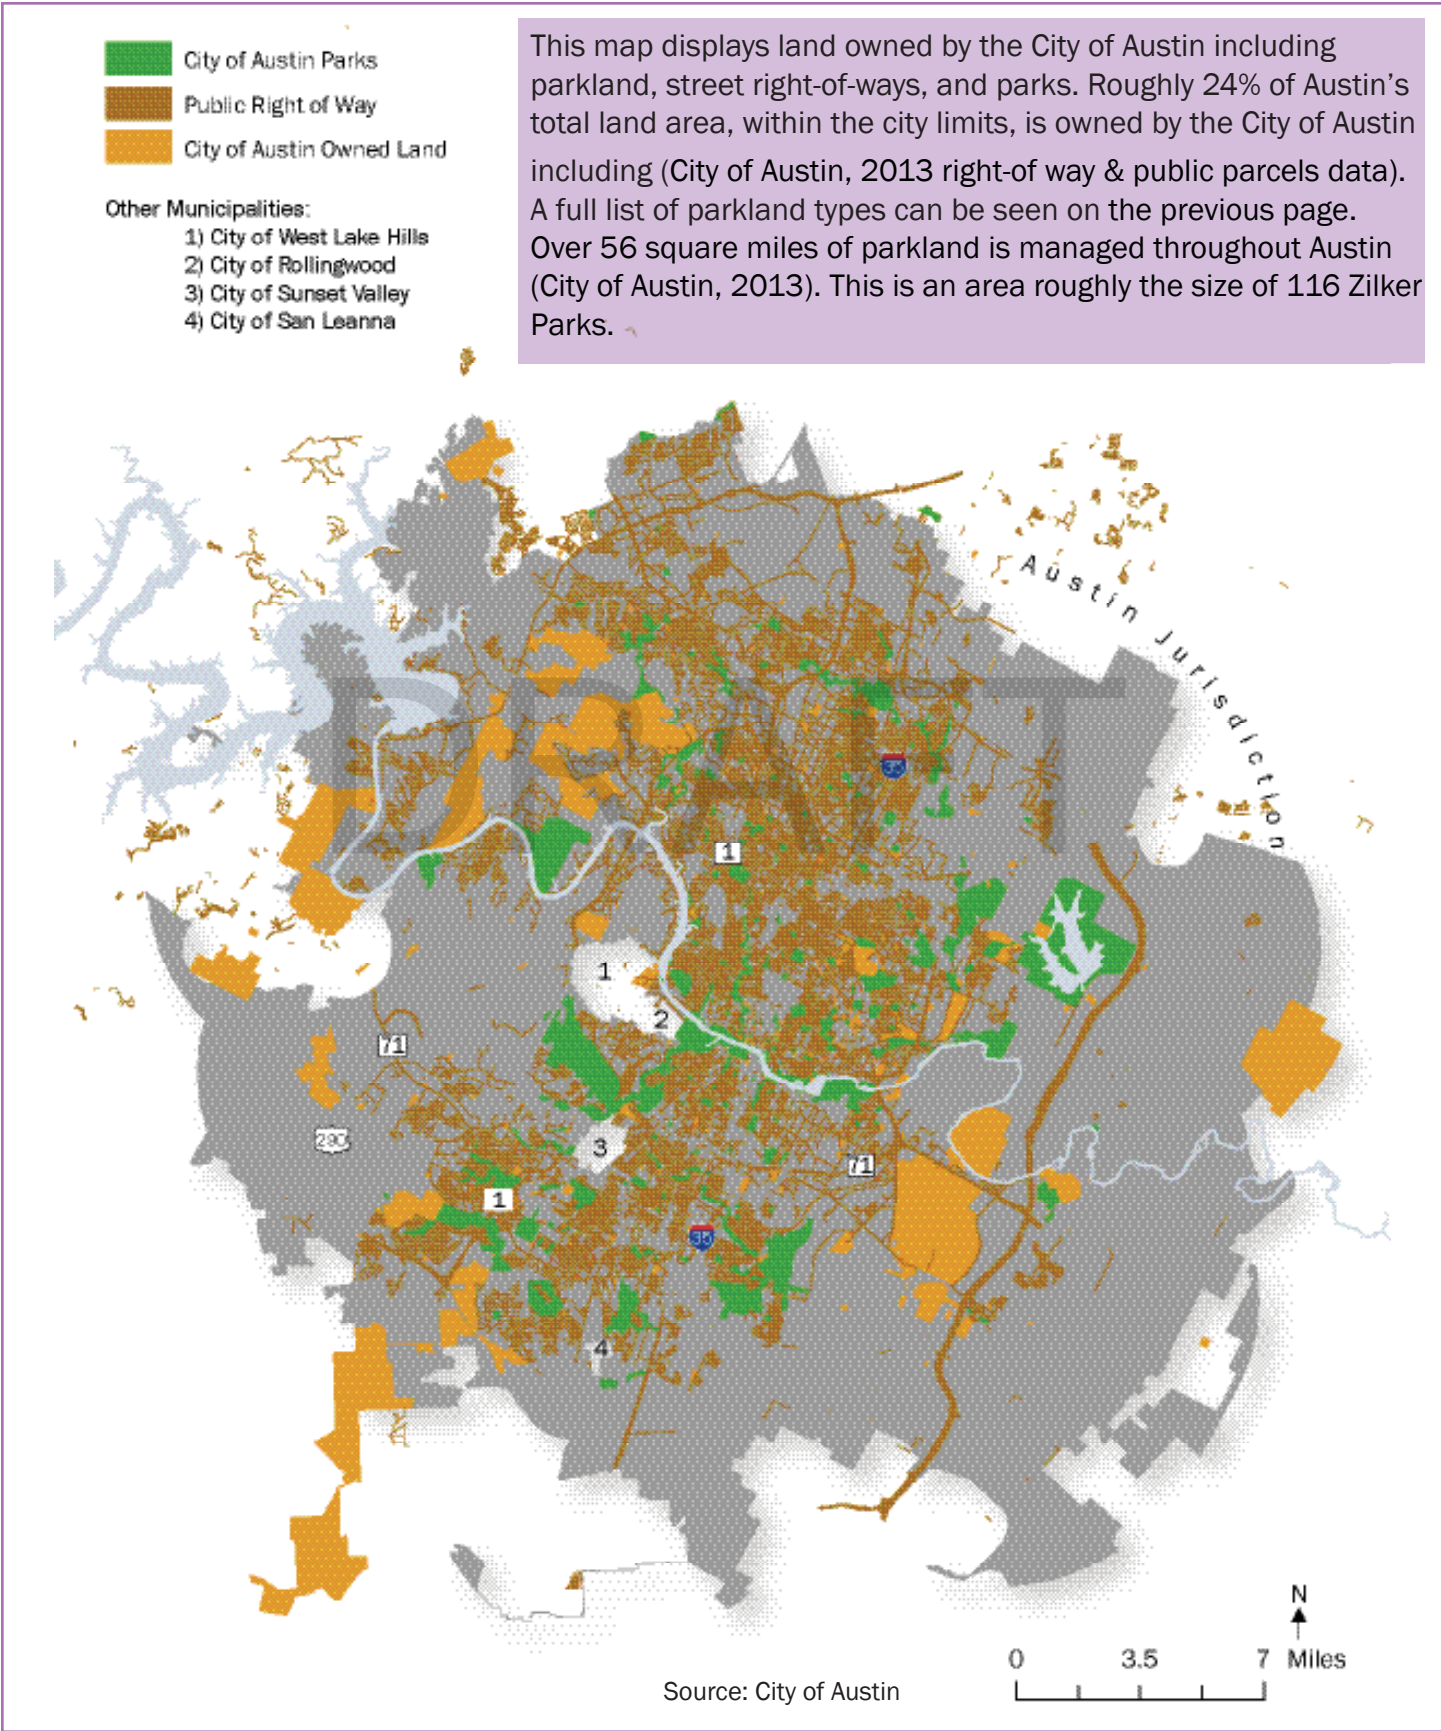 City of Austin Parks
Public Right of Way
City of Austin Owned Land
Other Municipalities:
1) City of West Lake Hills
2) City of Rollingwood
3) City of Sunset Valley
4) City of San Leanna
This map displays land owned by the City of Austin including
parkland, street right-of-ways, and parks. Roughly 24% of Austin's
total land area, within the city limits, is owned by the City of Austin
including (City of Austin, 2013 right-of way & public parcels data).
A full list of parkland types can be seen on the previous page.
Over 56 square miles of parkland is managed throughout Austin
(City of Austin, 2013). This is an area roughly the size of 116 Zilker
Parks.
Austin Jurisdiction
DRAFT
35
1
1
2
71
290
3
71
1
35
4
N
0 3.5 7 Miles
Source: City of Austin